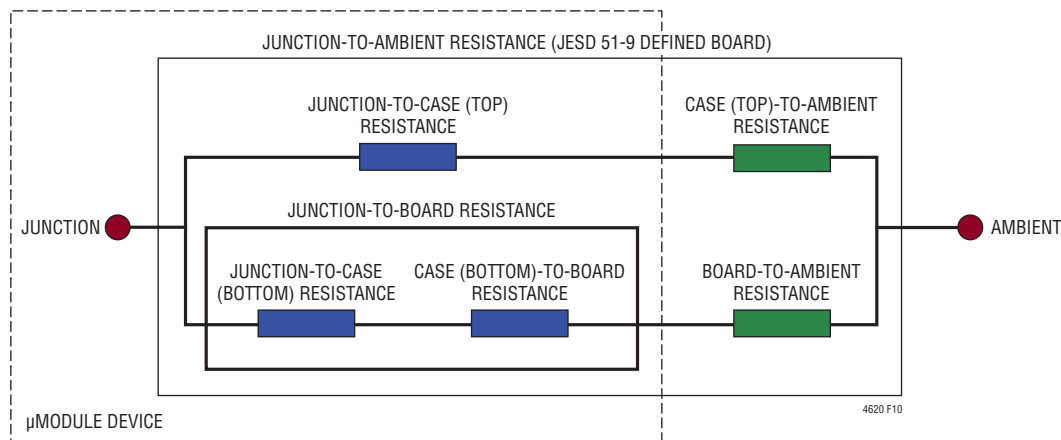 JUNCTION-TO-AMBIENT RESISTANCE (JESD 51-9 DEFINED BOARD)
JUNCTION-TO-CASE (TOP)
RESISTANCE
CASE (TOP)-TO-AMBIENT
RESISTANCE
JUNCTION
JUNCTION-TO-BOARD RESISTANCE
AMBIENT
JUNCTION-TO-CASE
(BOTTOM) RESISTANCE
CASE (BOTTOM)-TO-BOARD
RESISTANCE
BOARD-TO-AMBIENT
RESISTANCE
4620 F10
µMODULE DEVICE